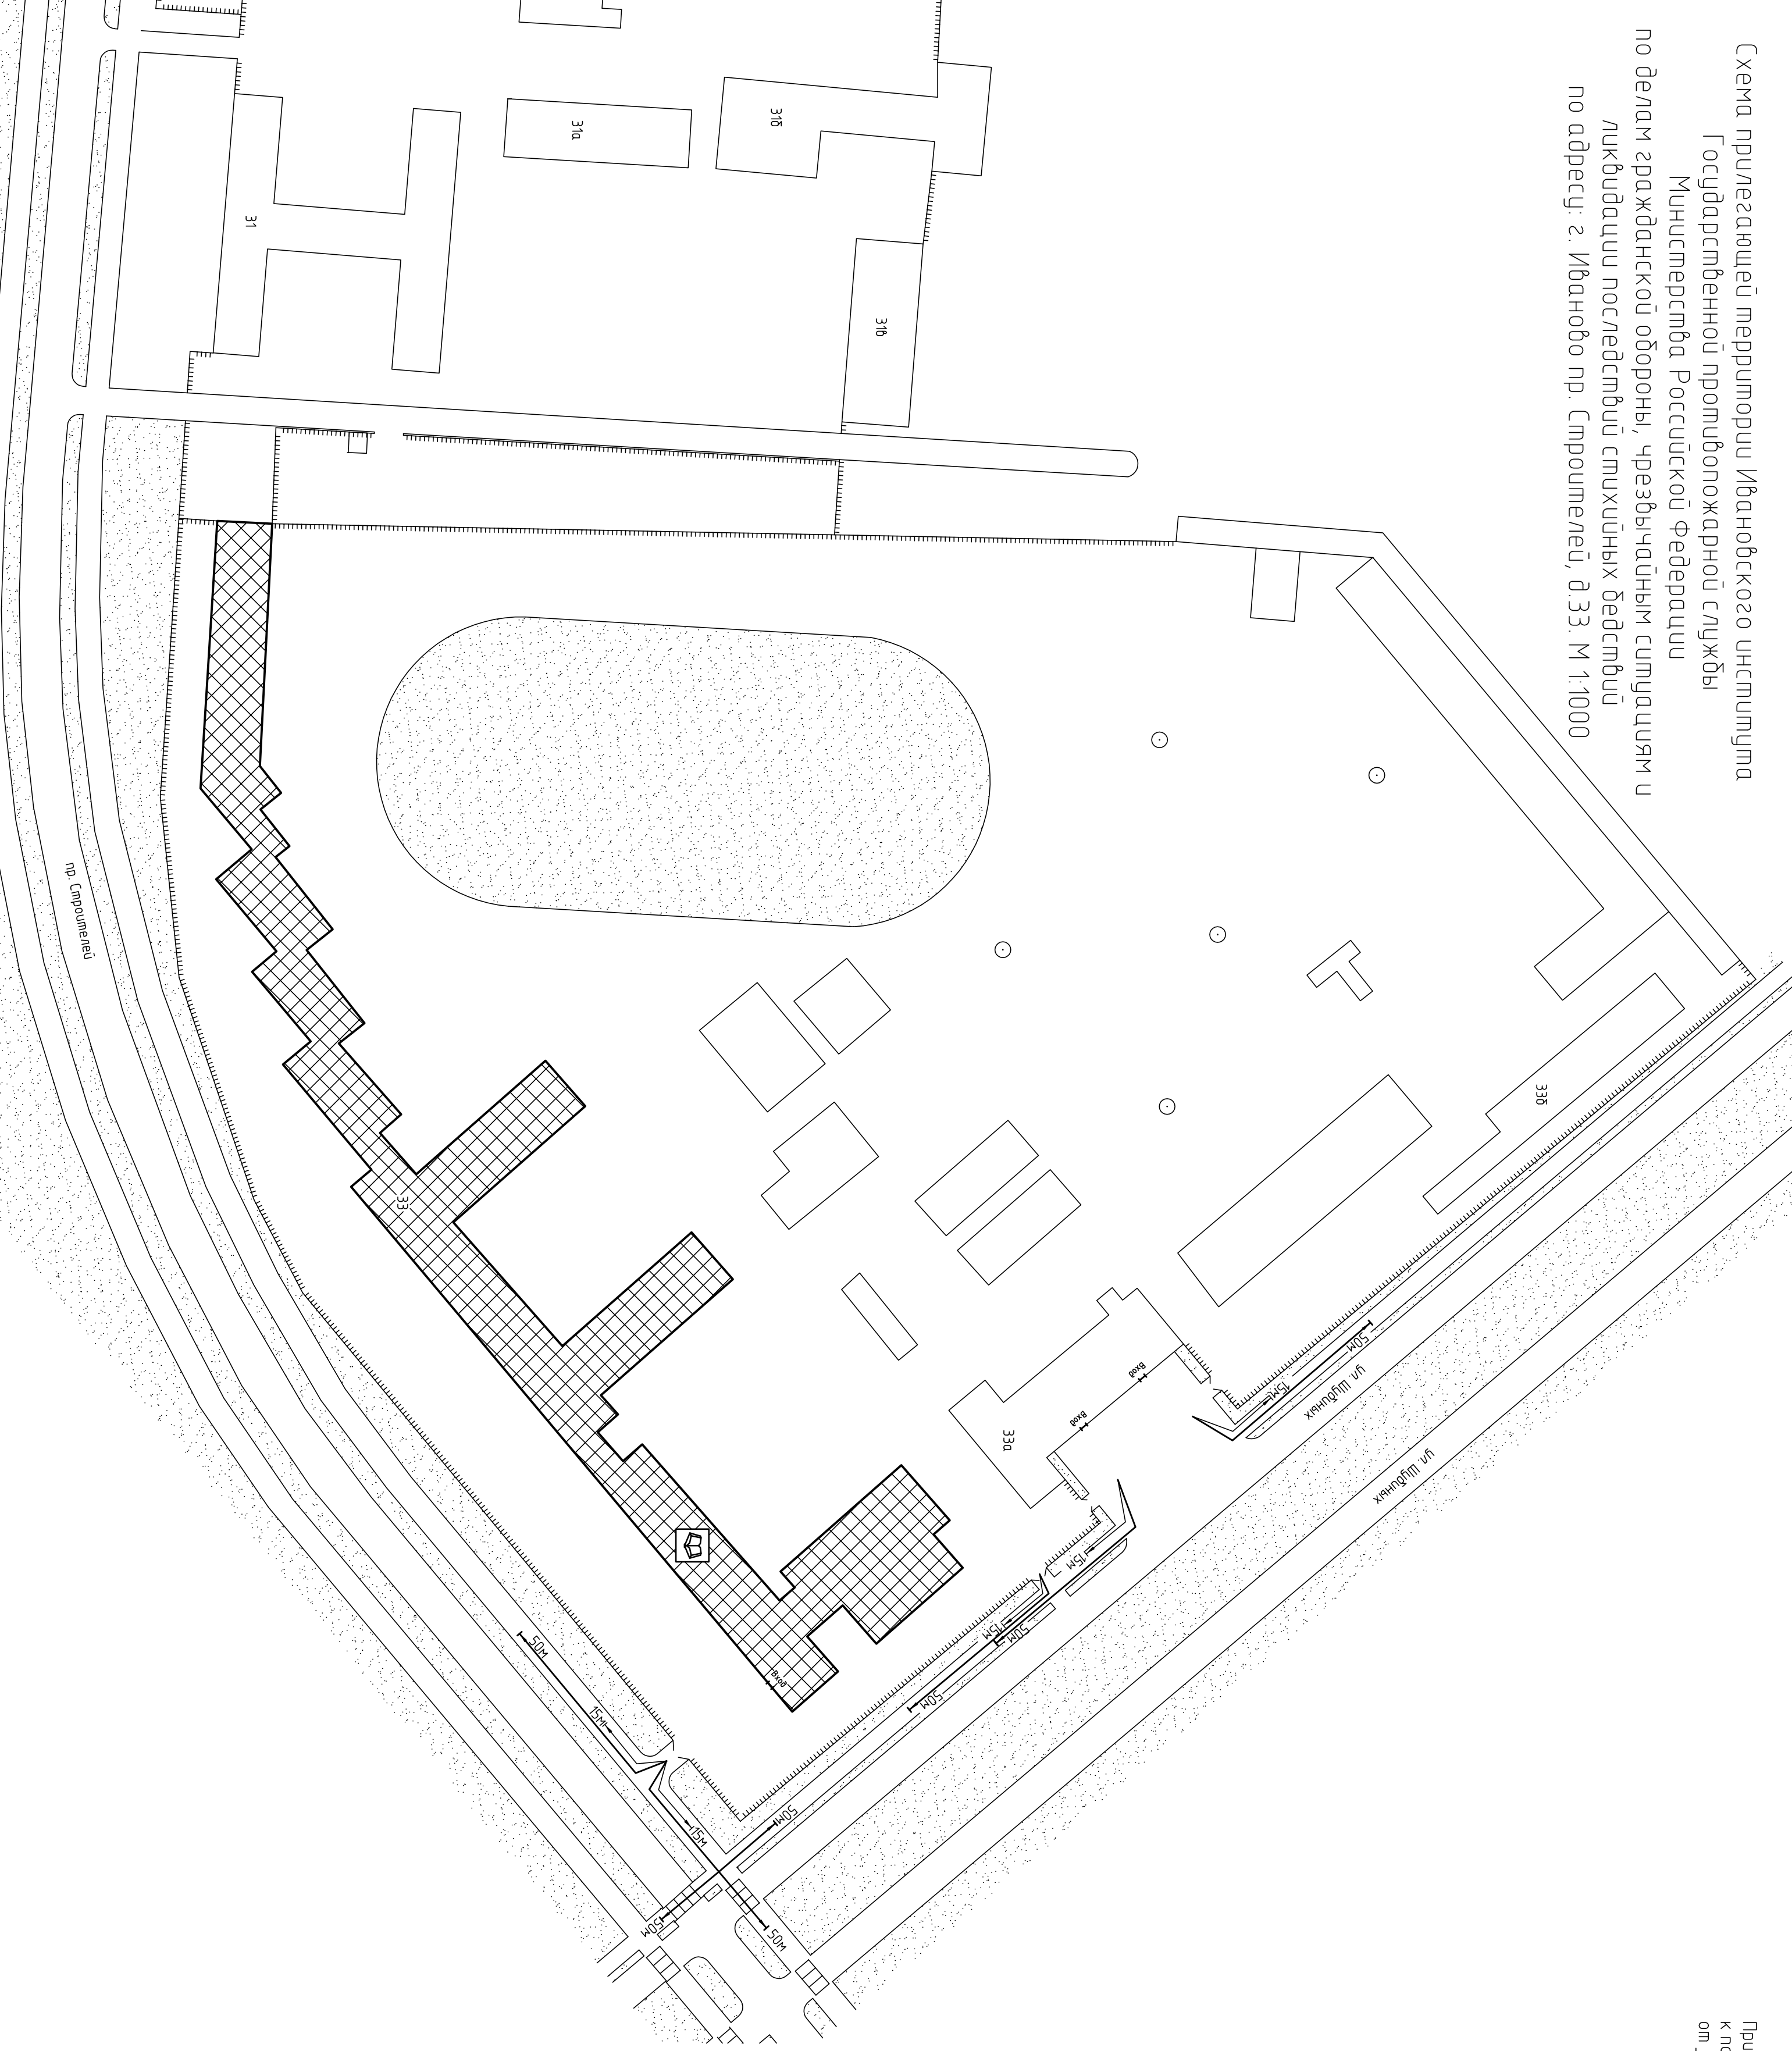 Схема прилегающей территории Ивановского института
Государственной противопожарной службы
Министерства Российской Федерации
по делам гражданской обороны, чрезвычайным ситуациям и
ликвидации последствий стихийных бедствий
по адресу: г. Иваново пр. Строителей, д.33. М 1:1000
При
к по
от
31б
31а
31
31в
пр. Строителей
33
33б
33а
Вход
Вход
Вход
ул. Шубиных
ул. Шубиных
50м
15м
15м
15м
50м
50м
50м
15м
15м
50м
50м
50м